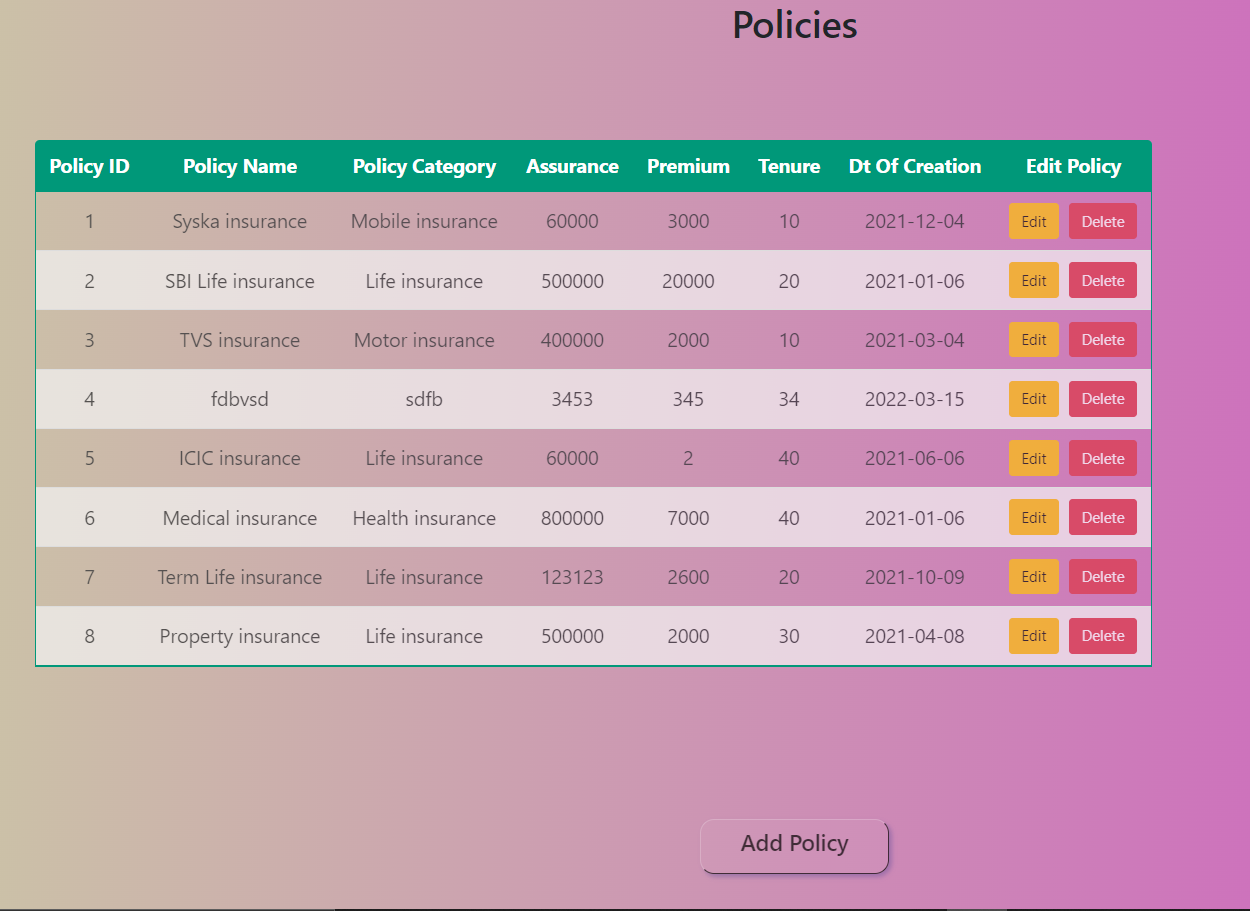 Policies
Policy ID Policy Name Policy Category Assurance Premium Tenure Dt Of Creation Edit Policy
1 Syska insurance Mobile insurance 60000 3000 10 2021-12-04 Edit Delete
2 SBI Life insurance Life insurance 500000 20000 20 2021-01-06 Edit Delete
3 TVS insurance Motor insurance 400000 2000 10 2021-03-04 Edit Delete
4 fdbvsd sdfb 3453 345 34 2022-03-15 Edit Delete
5 ICIC insurance Life insurance 60000 2 40 2021-06-06 Edit Delete
6 Medical insurance Health insurance 800000 7000 40 2021-01-06 Edit Delete
7 Term Life insurance Life insurance 123123 2600 20 2021-10-09 Edit Delete
8 Property insurance Life insurance 500000 2000 30 2021-04-08 Edit Delete
Add Policy